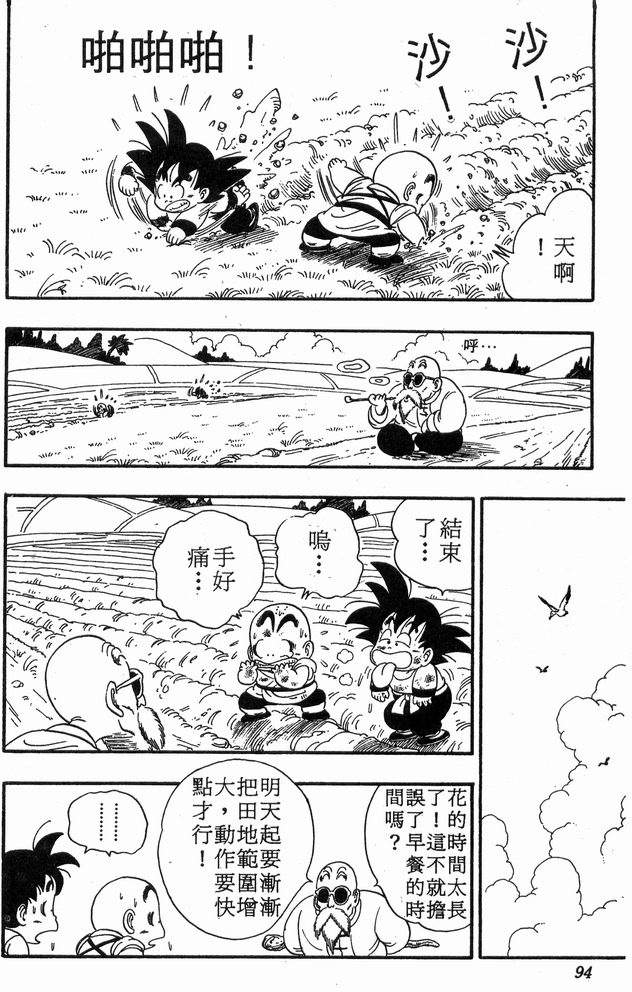 沙！
沙！
啪啪啪！
天啊
！
呼…
結束
了…
嗚…
手好
痛…
花的時間太長
了！這不就擔
誤了早餐的時
間嗎？
明天起要漸漸
把田地範圍增
大，動作要快
點才行！
……
94